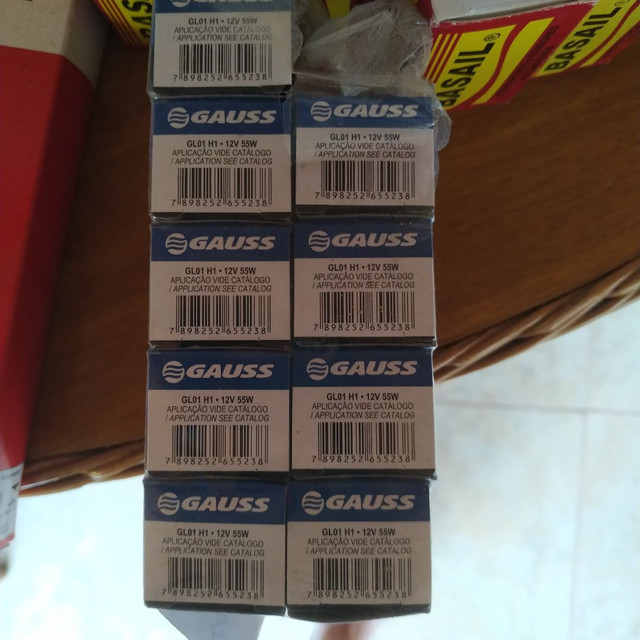 GL01 H1 • 12V 55W
APLICAÇÃO VIDE CATÁLOGO
/ APPLICATION SEE CATALOG
7 898252 655238
GAUSS
GL01 H1 • 12V 55W
APLICAÇÃO VIDE CATÁLOGO
/ APPLICATION SEE CATALOG
7 898252 655238
GAUSS
GL01 H1 • 12V 55W
APLICAÇÃO VIDE CATÁLOGO
/ APPLICATION SEE CATALOG
7 898252 655238
GAUSS
GL01 H1 • 12V 55W
APLICAÇÃO VIDE CATÁLOGO
/ APPLICATION SEE CATALOG
7 898252 655238
GAUSS
GL01 H1 • 12V 55W
APLICAÇÃO VIDE CATÁLOGO
/ APPLICATION SEE CATALOG
7 898252 655238
GAUSS
GL01 H1 • 12V 55W
APLICAÇÃO VIDE CATÁLOGO
/ APPLICATION SEE CATALOG
7 898252 655238
GAUSS
GL01 H1 • 12V 55W
APLICAÇÃO VIDE CATÁLOGO
/ APPLICATION SEE CATALOG
7 898252 655238
GAUSS
GL01 H1 • 12V 55W
APLICAÇÃO VIDE CATÁLOGO
/ APPLICATION SEE CATALOG
7 898252 655238
GAUSS
GL01 H1 • 12V 55W
APLICAÇÃO VIDE CATÁLOGO
/ APPLICATION SEE CATALOG
7 898252 655238
BASAIL®
BASAIL®